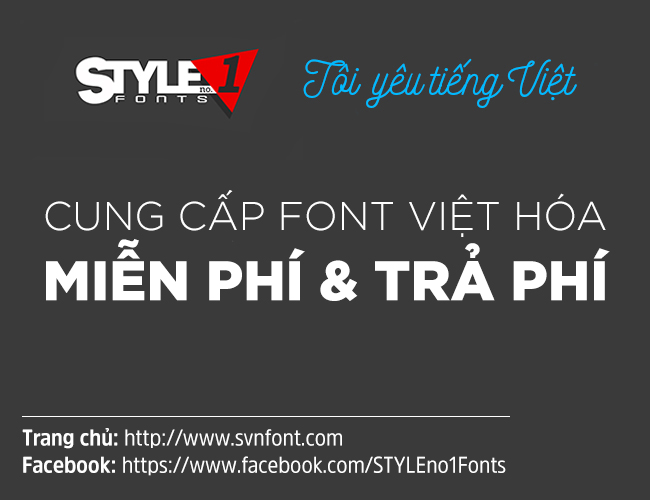 STYLE no.1
FONTS
Tôi yêu tiếng Việt
CUNG CẤP FONT VIỆT HÓA
MIỄN PHÍ & TRẢ PHÍ
Trang chủ: http://www.svnfont.com
Facebook: https://www.facebook.com/STYLEno1Fonts